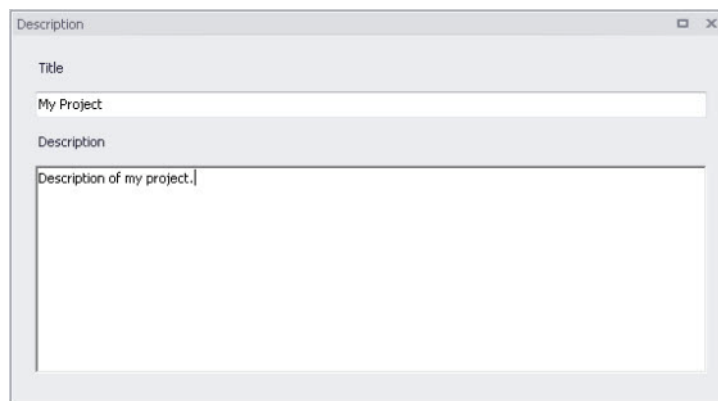 Description
Title
My Project
Description
Description of my project.